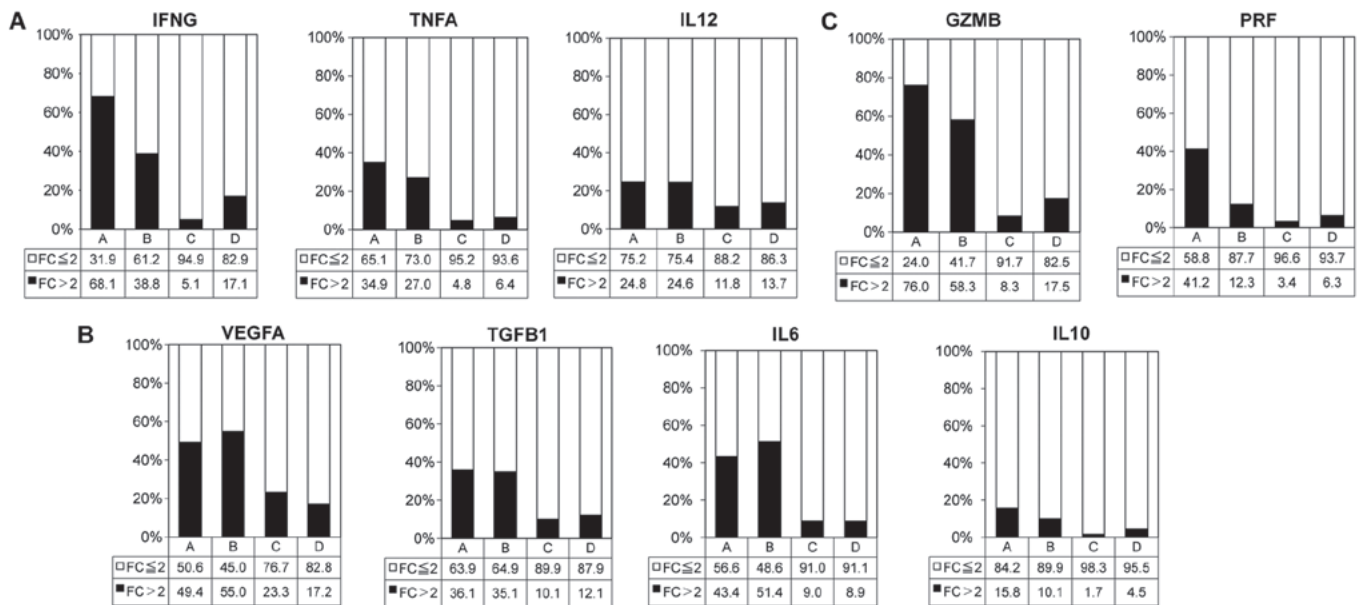 A IFNG TNFA IL12 C GZMB PRF
100% 100% 100% 100% 100%
80% 80% 80% 80% 80%
60% 60% 60% 60% 60%
40% 40% 40% 40% 40%
20% 20% 20% 20% 20%
0% 0% 0% 0% 0%
A B C D A B C D A B C D A B C D A B C D
□FC≦2 31.9 61.2 94.9 82.9 □FC≦2 65.1 73.0 95.2 93.6 □FC≦2 75.2 75.4 88.2 86.3 □FC≦2 24.0 41.7 91.7 82.5 □FC≦2 58.8 87.7 96.6 93.7
■FC>2 68.1 38.8 5.1 17.1 ■FC>2 34.9 27.0 4.8 6.4 ■FC>2 24.8 24.6 11.8 13.7 ■FC>2 76.0 58.3 8.3 17.5 ■FC>2 41.2 12.3 3.4 6.3
B VEGFA TGFB1 IL6 IL10
100% 100% 100% 100%
80% 80% 80% 80%
60% 60% 60% 60%
40% 40% 40% 40%
20% 20% 20% 20%
0% 0% 0% 0%
A B C D A B C D A B C D A B C D
□FC≦2 50.6 45.0 76.7 82.8 □FC≦2 63.9 64.9 89.9 87.9 □FC≦2 56.6 48.6 91.0 91.1 □FC≦2 84.2 89.9 98.3 95.5
■FC>2 49.4 55.0 23.3 17.2 ■FC>2 36.1 35.1 10.1 12.1 ■FC>2 43.4 51.4 9.0 8.9 ■FC>2 15.8 10.1 1.7 4.5